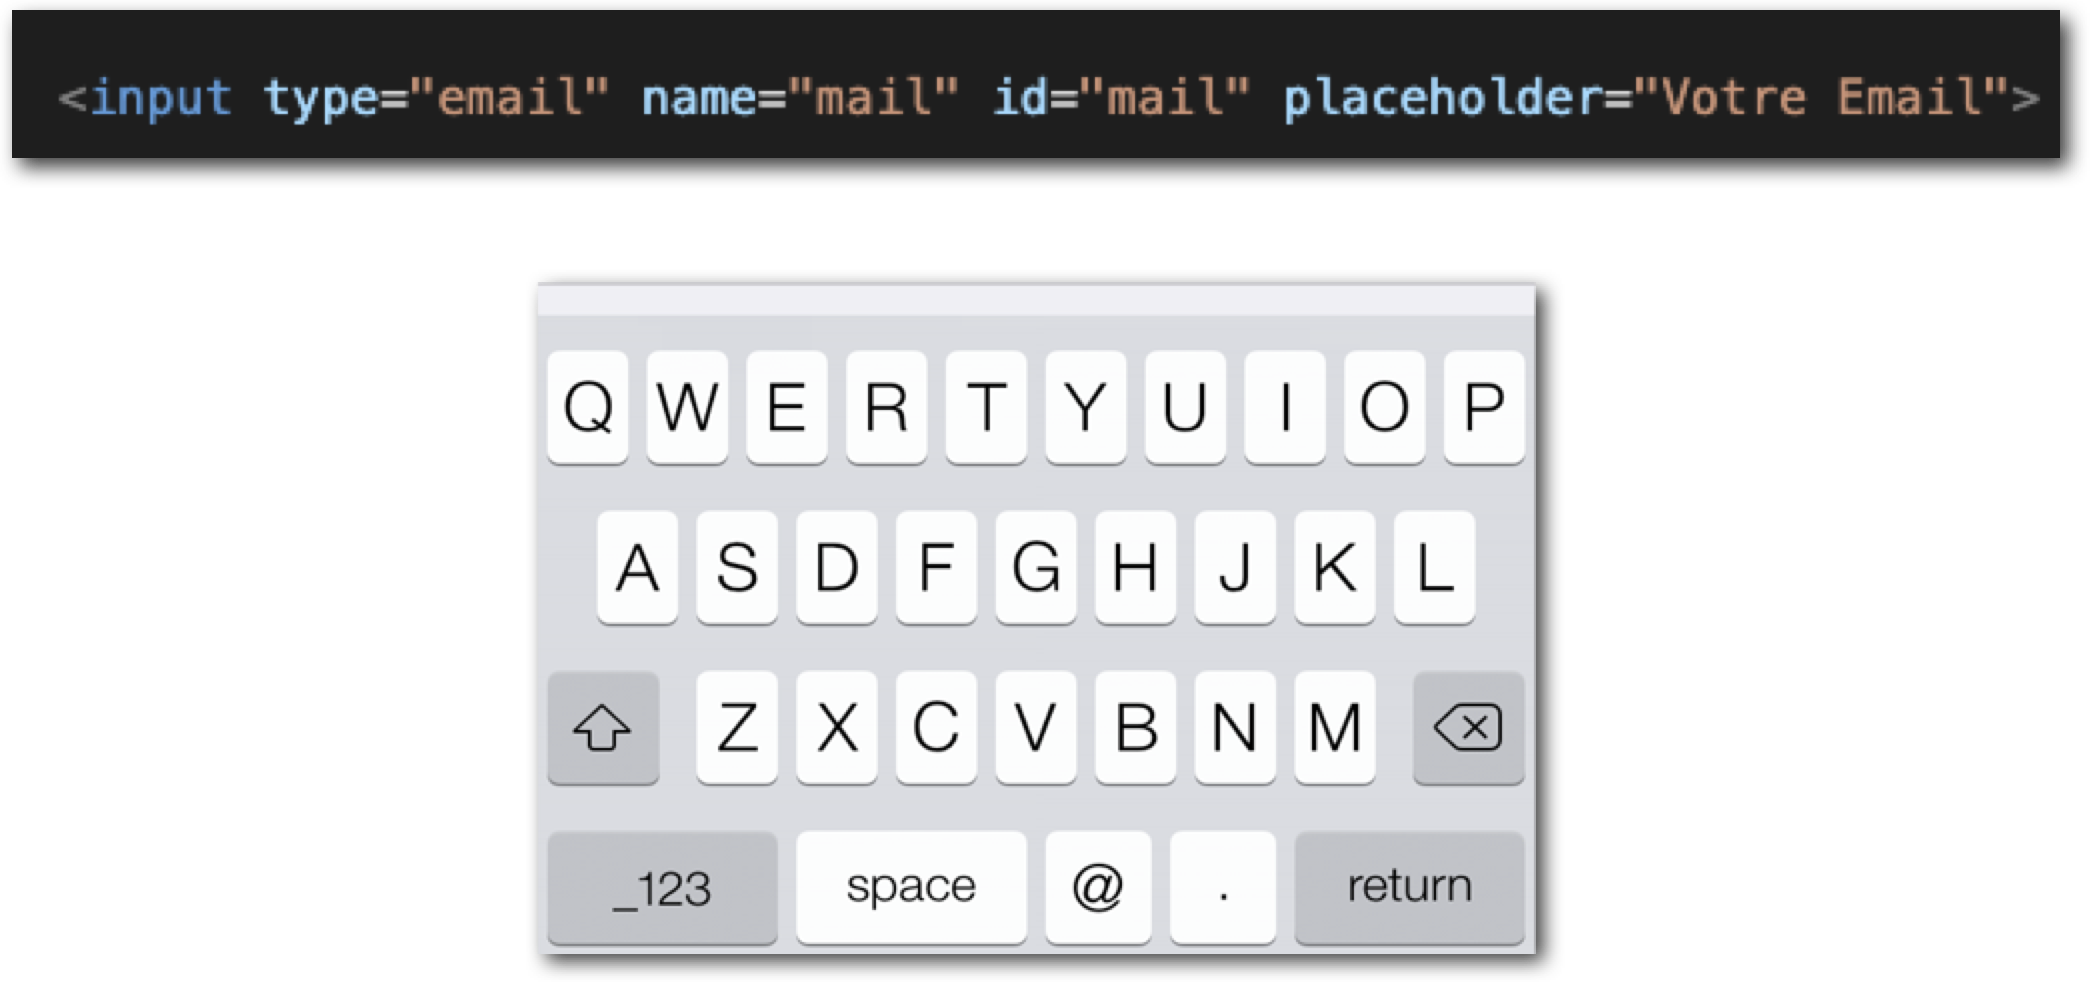 <input type="email" name="mail" id="mail" placeholder="Votre Email">
Q W E R T Y U I O P
A S D F G H J K L
Z X C V B N M
_123 space @ . return